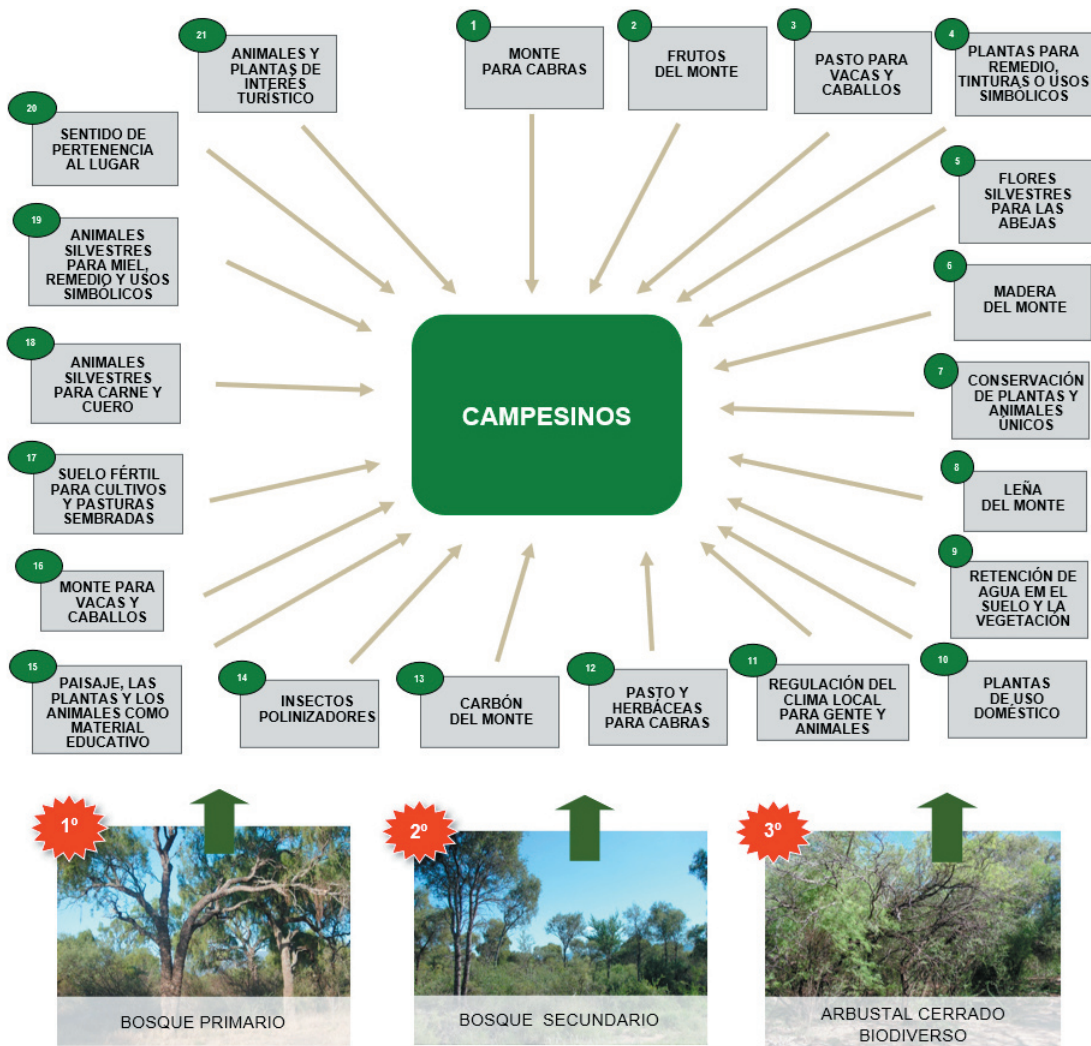 1
MONTE
PARA CABRAS
2
FRUTOS
DEL MONTE
3
PASTO PARA
VACAS Y
CABALLOS
4
PLANTAS PARA
REMEDIO,
TINTURAS O USOS
SIMBÓLICOS
5
FLORES
SILVESTRES
PARA LAS
ABEJAS
6
MADERA
DEL MONTE
7
CONSERVACIÓN
DE PLANTAS Y
ANIMALES
ÚNICOS
8
LEÑA
DEL MONTE
9
RETENCIÓN DE
AGUA EM EL
SUELO Y LA
VEGETACIÓN
10
PLANTAS
DE USO
DOMÉSTICO
11
REGULACIÓN DEL
CLIMA LOCAL
PARA GENTE Y
ANIMALES
12
PASTO Y
HERBÁCEAS
PARA CABRAS
13
CARBÓN
DEL MONTE
14
INSECTOS
POLINIZADORES
15
PAISAJE, LAS
PLANTAS Y LOS
ANIMALES COMO
MATERIAL
EDUCATIVO
16
MONTE PARA
VACAS Y
CABALLOS
17
SUELO FÉRTIL
PARA CULTIVOS
Y PASTURAS
SEMBRADAS
18
ANIMALES
SILVESTRES
PARA CARNE Y
CUERO
19
ANIMALES
SILVESTRES
PARA MIEL,
REMEDIO Y USOS
SIMBÓLICOS
20
SENTIDO DE
PERTENENCIA
AL LUGAR
21
ANIMALES Y
PLANTAS DE
INTERÉS
TURÍSTICO
CAMPESINOS
1º
BOSQUE PRIMARIO
2º
BOSQUE SECUNDARIO
3º
ARBUSTAL CERRADO
BIODIVERSO